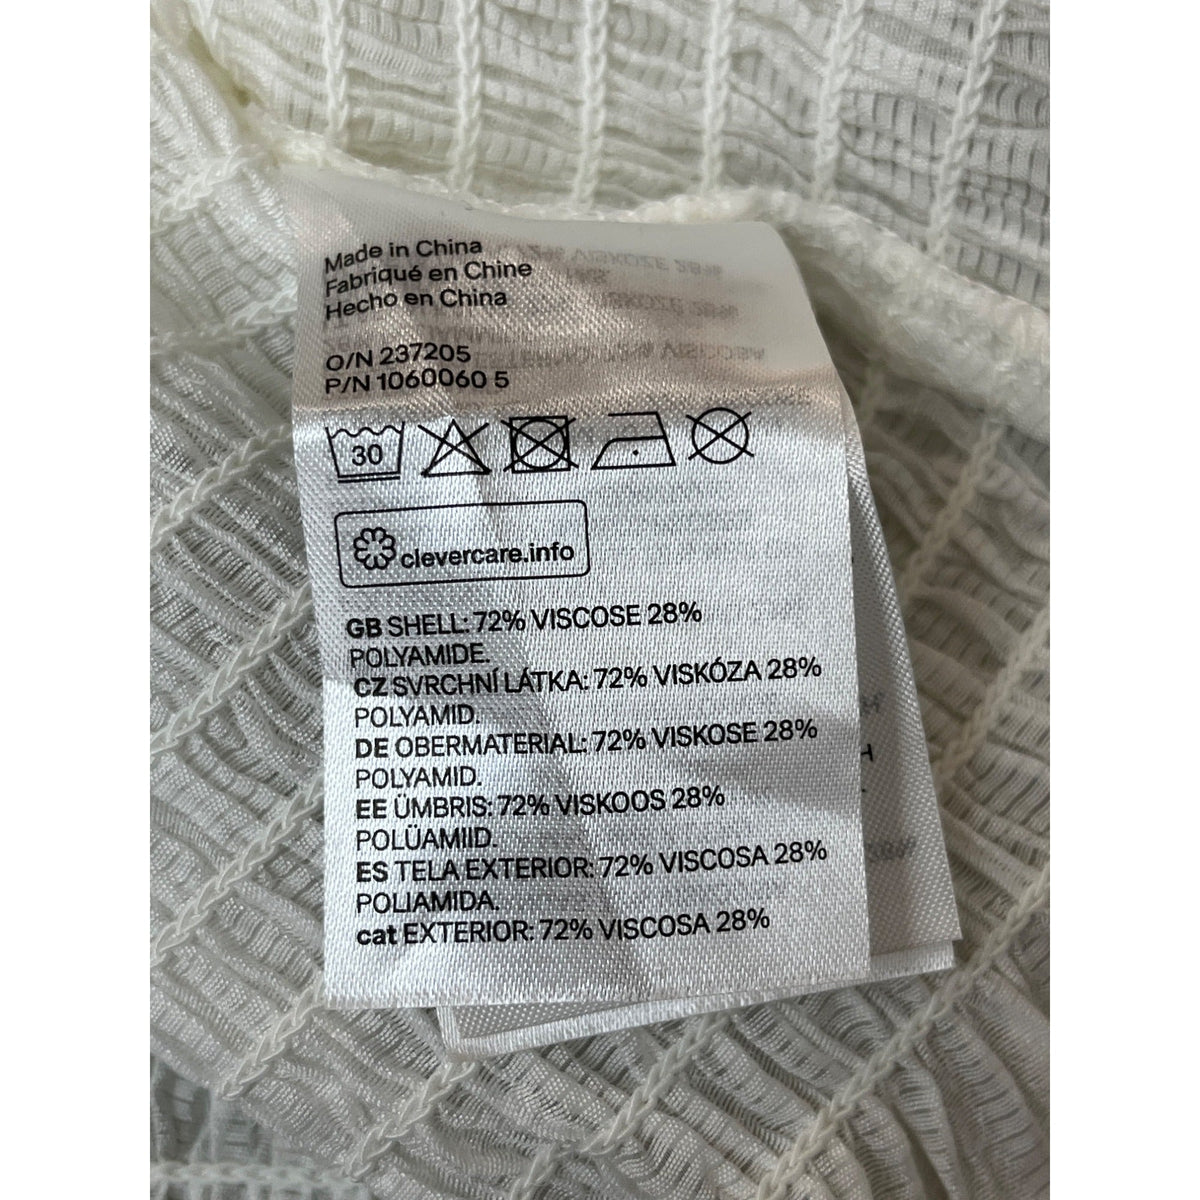 Made in China
Fabriqué en Chine
Hecho en China
O/N 237205
P/N 1060060 5
30
clevercare.info
GB SHELL: 72% VISCOSE 28%
POLYAMIDE.
CZ SVRCHNÍ LÁTKA: 72% VISKÓZA 28%
POLYAMID.
DE OBERMATERIAL: 72% VISKOSE 28%
POLYAMID.
EE ÜMBRIS: 72% VISKOOS 28%
POLÜAMIID.
ES TELA EXTERIOR: 72% VISCOSA 28%
POLIAMIDA.
cat EXTERIOR: 72% VISCOSA 28%